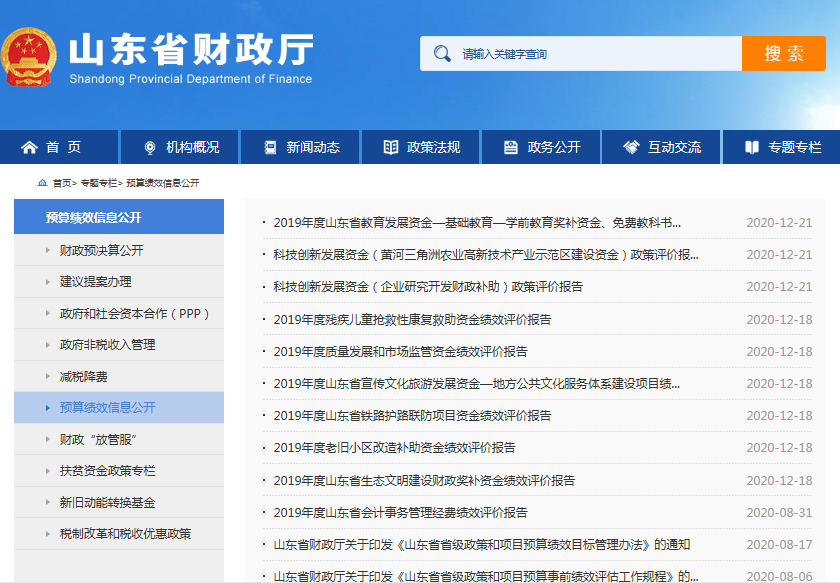 山东省财政厅
Shandong Provincial Department of Finance
请输入关键字查询
搜 索
首 页
机构概况
新闻动态
政策法规
政务公开
互动交流
专题专栏
首页> 专题专栏> 预算绩效信息公开
预算绩效信息公开
财政预决算公开
建议提案办理
政府和社会资本合作（PPP）
政府非税收入管理
减税降费
预算绩效信息公开
财政“放管服”
扶贫资金政策专栏
新旧动能转换基金
税制改革和税收优惠政策
2019年度山东省教育发展资金—基础教育—学前教育奖补资金、免费教科书... 2020-12-21
科技创新发展资金（黄河三角洲农业高新技术产业示范区建设资金）政策评价报... 2020-12-21
科技创新发展资金（企业研究开发财政补助）政策评价报告 2020-12-21
2019年度残疾儿童抢救性康复救助资金绩效评价报告 2020-12-18
2019年度质量发展和市场监管资金绩效评价报告 2020-12-18
2019年度山东省宣传文化旅游发展资金—地方公共文化服务体系建设项目绩... 2020-12-18
2019年度山东省铁路护路联防项目资金绩效评价报告 2020-12-18
2019年度老旧小区改造补助资金绩效评价报告 2020-12-18
2019年度山东省生态文明建设财政奖补资金绩效评价报告 2020-12-18
2019年度山东省会计事务管理经费绩效评价报告 2020-08-31
山东省财政厅关于印发《山东省省级政策和项目预算绩效目标管理办法》的通知 2020-08-17
山东省财政厅关于印发《山东省省级政策和项目预算事前绩效评估工作规程》的... 2020-08-06